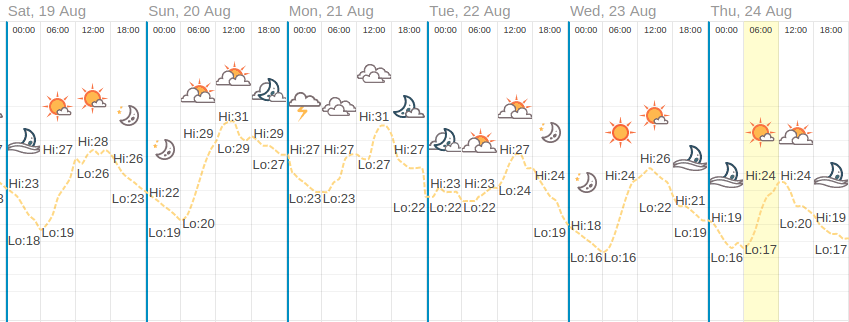 Sat, 19 Aug Sun, 20 Aug Mon, 21 Aug Tue, 22 Aug Wed, 23 Aug Thu, 24 Aug
00:00 06:00 12:00 18:00 00:00 06:00 12:00 18:00 00:00 06:00 12:00 18:00 00:00 06:00 12:00 18:00 00:00 06:00 12:00 18:00 00:00 06:00 12:00 18:00
Hi:23 Hi:27 Hi:28 Hi:26 Hi:22 Hi:29 Hi:31 Hi:29 Hi:27 Hi:27 Hi:31 Hi:27 Hi:23 Hi:23 Hi:27 Hi:24 Hi:18 Hi:24 Hi:26 Hi:21 Hi:19 Hi:24 Hi:24 Hi:19
Lo:18 Lo:19 Lo:26 Lo:23 Lo:19 Lo:20 Lo:29 Lo:27 Lo:23 Lo:23 Lo:27 Lo:22 Lo:22 Lo:22 Lo:24 Lo:19 Lo:16 Lo:16 Lo:22 Lo:19 Lo:16 Lo:17 Lo:20 Lo:17